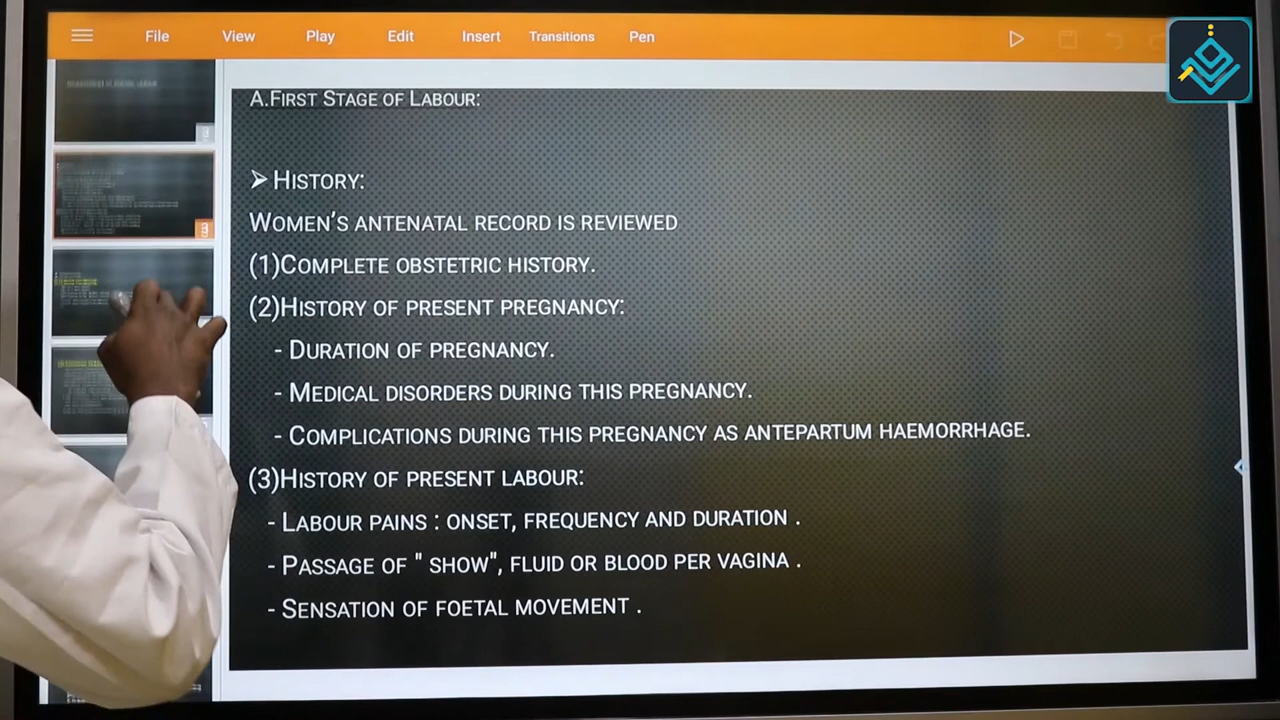 File View Play Edit Insert Transitions Pen
A.FIRST STAGE OF LABOUR:
➢ HISTORY:
WOMEN'S ANTENATAL RECORD IS REVIEWED
(1)COMPLETE OBSTETRIC HISTORY.
(2)HISTORY OF PRESENT PREGNANCY:
- DURATION OF PREGNANCY.
- MEDICAL DISORDERS DURING THIS PREGNANCY.
- COMPLICATIONS DURING THIS PREGNANCY AS ANTEPARTUM HAEMORRHAGE.
(3)HISTORY OF PRESENT LABOUR:
- LABOUR PAINS : ONSET, FREQUENCY AND DURATION .
- PASSAGE OF " SHOW", FLUID OR BLOOD PER VAGINA .
- SENSATION OF FOETAL MOVEMENT .